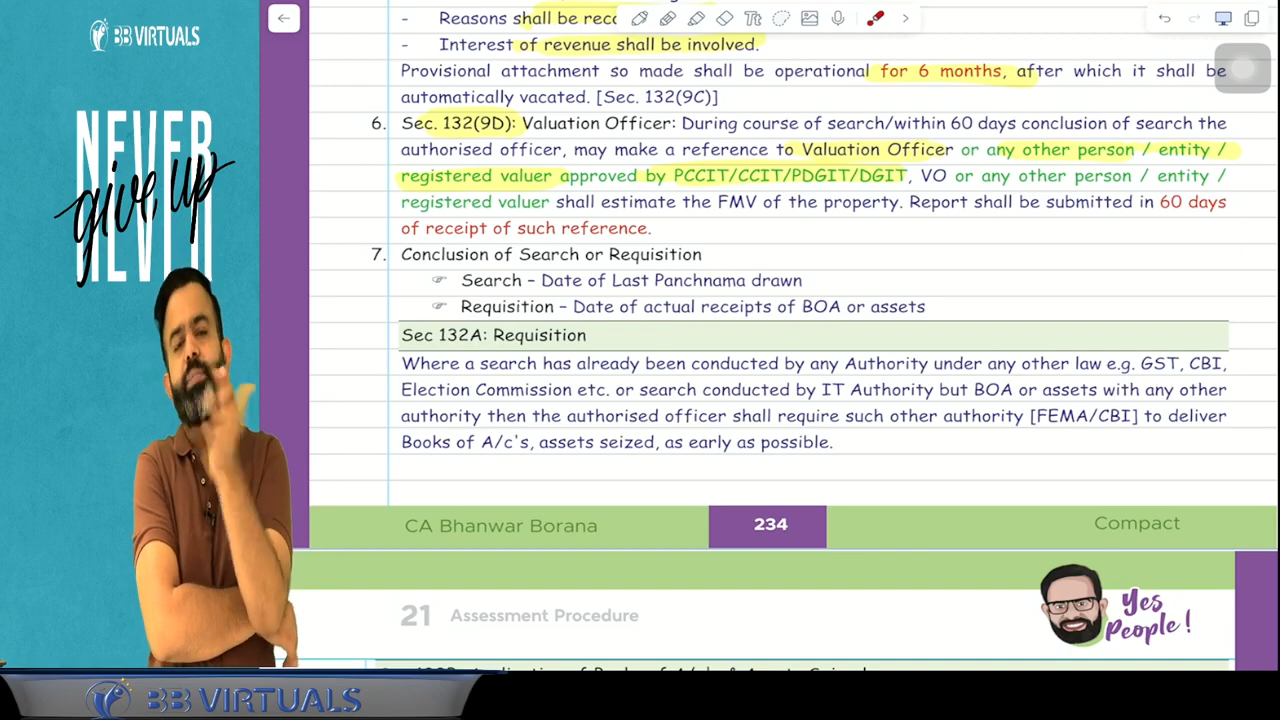 BB VIRTUALS
NEVER
give up
NEVER
- Reasons shall be reco
- Interest of revenue shall be involved.
Provisional attachment so made shall be operational for 6 months, after which it shall be
automatically vacated. [Sec. 132(9C)]
6. Sec. 132(9D): Valuation Officer: During course of search/within 60 days conclusion of search the
authorised officer, may make a reference to Valuation Officer or any other person / entity /
registered valuer approved by PCCIT/CCIT/PDGIT/DGIT, VO or any other person / entity /
registered valuer shall estimate the FMV of the property. Report shall be submitted in 60 days
of receipt of such reference.
7. Conclusion of Search or Requisition
☞ Search – Date of Last Panchnama drawn
☞ Requisition – Date of actual receipts of BOA or assets
Sec 132A: Requisition
Where a search has already been conducted by any Authority under any other law e.g. GST, CBI,
Election Commission etc. or search conducted by IT Authority but BOA or assets with any other
authority then the authorised officer shall require such other authority [FEMA/CBI] to deliver
Books of A/c's, assets seized, as early as possible.
CA Bhanwar Borana 234 Compact
21 Assessment Procedure
Yes
People!
BB VIRTUALS